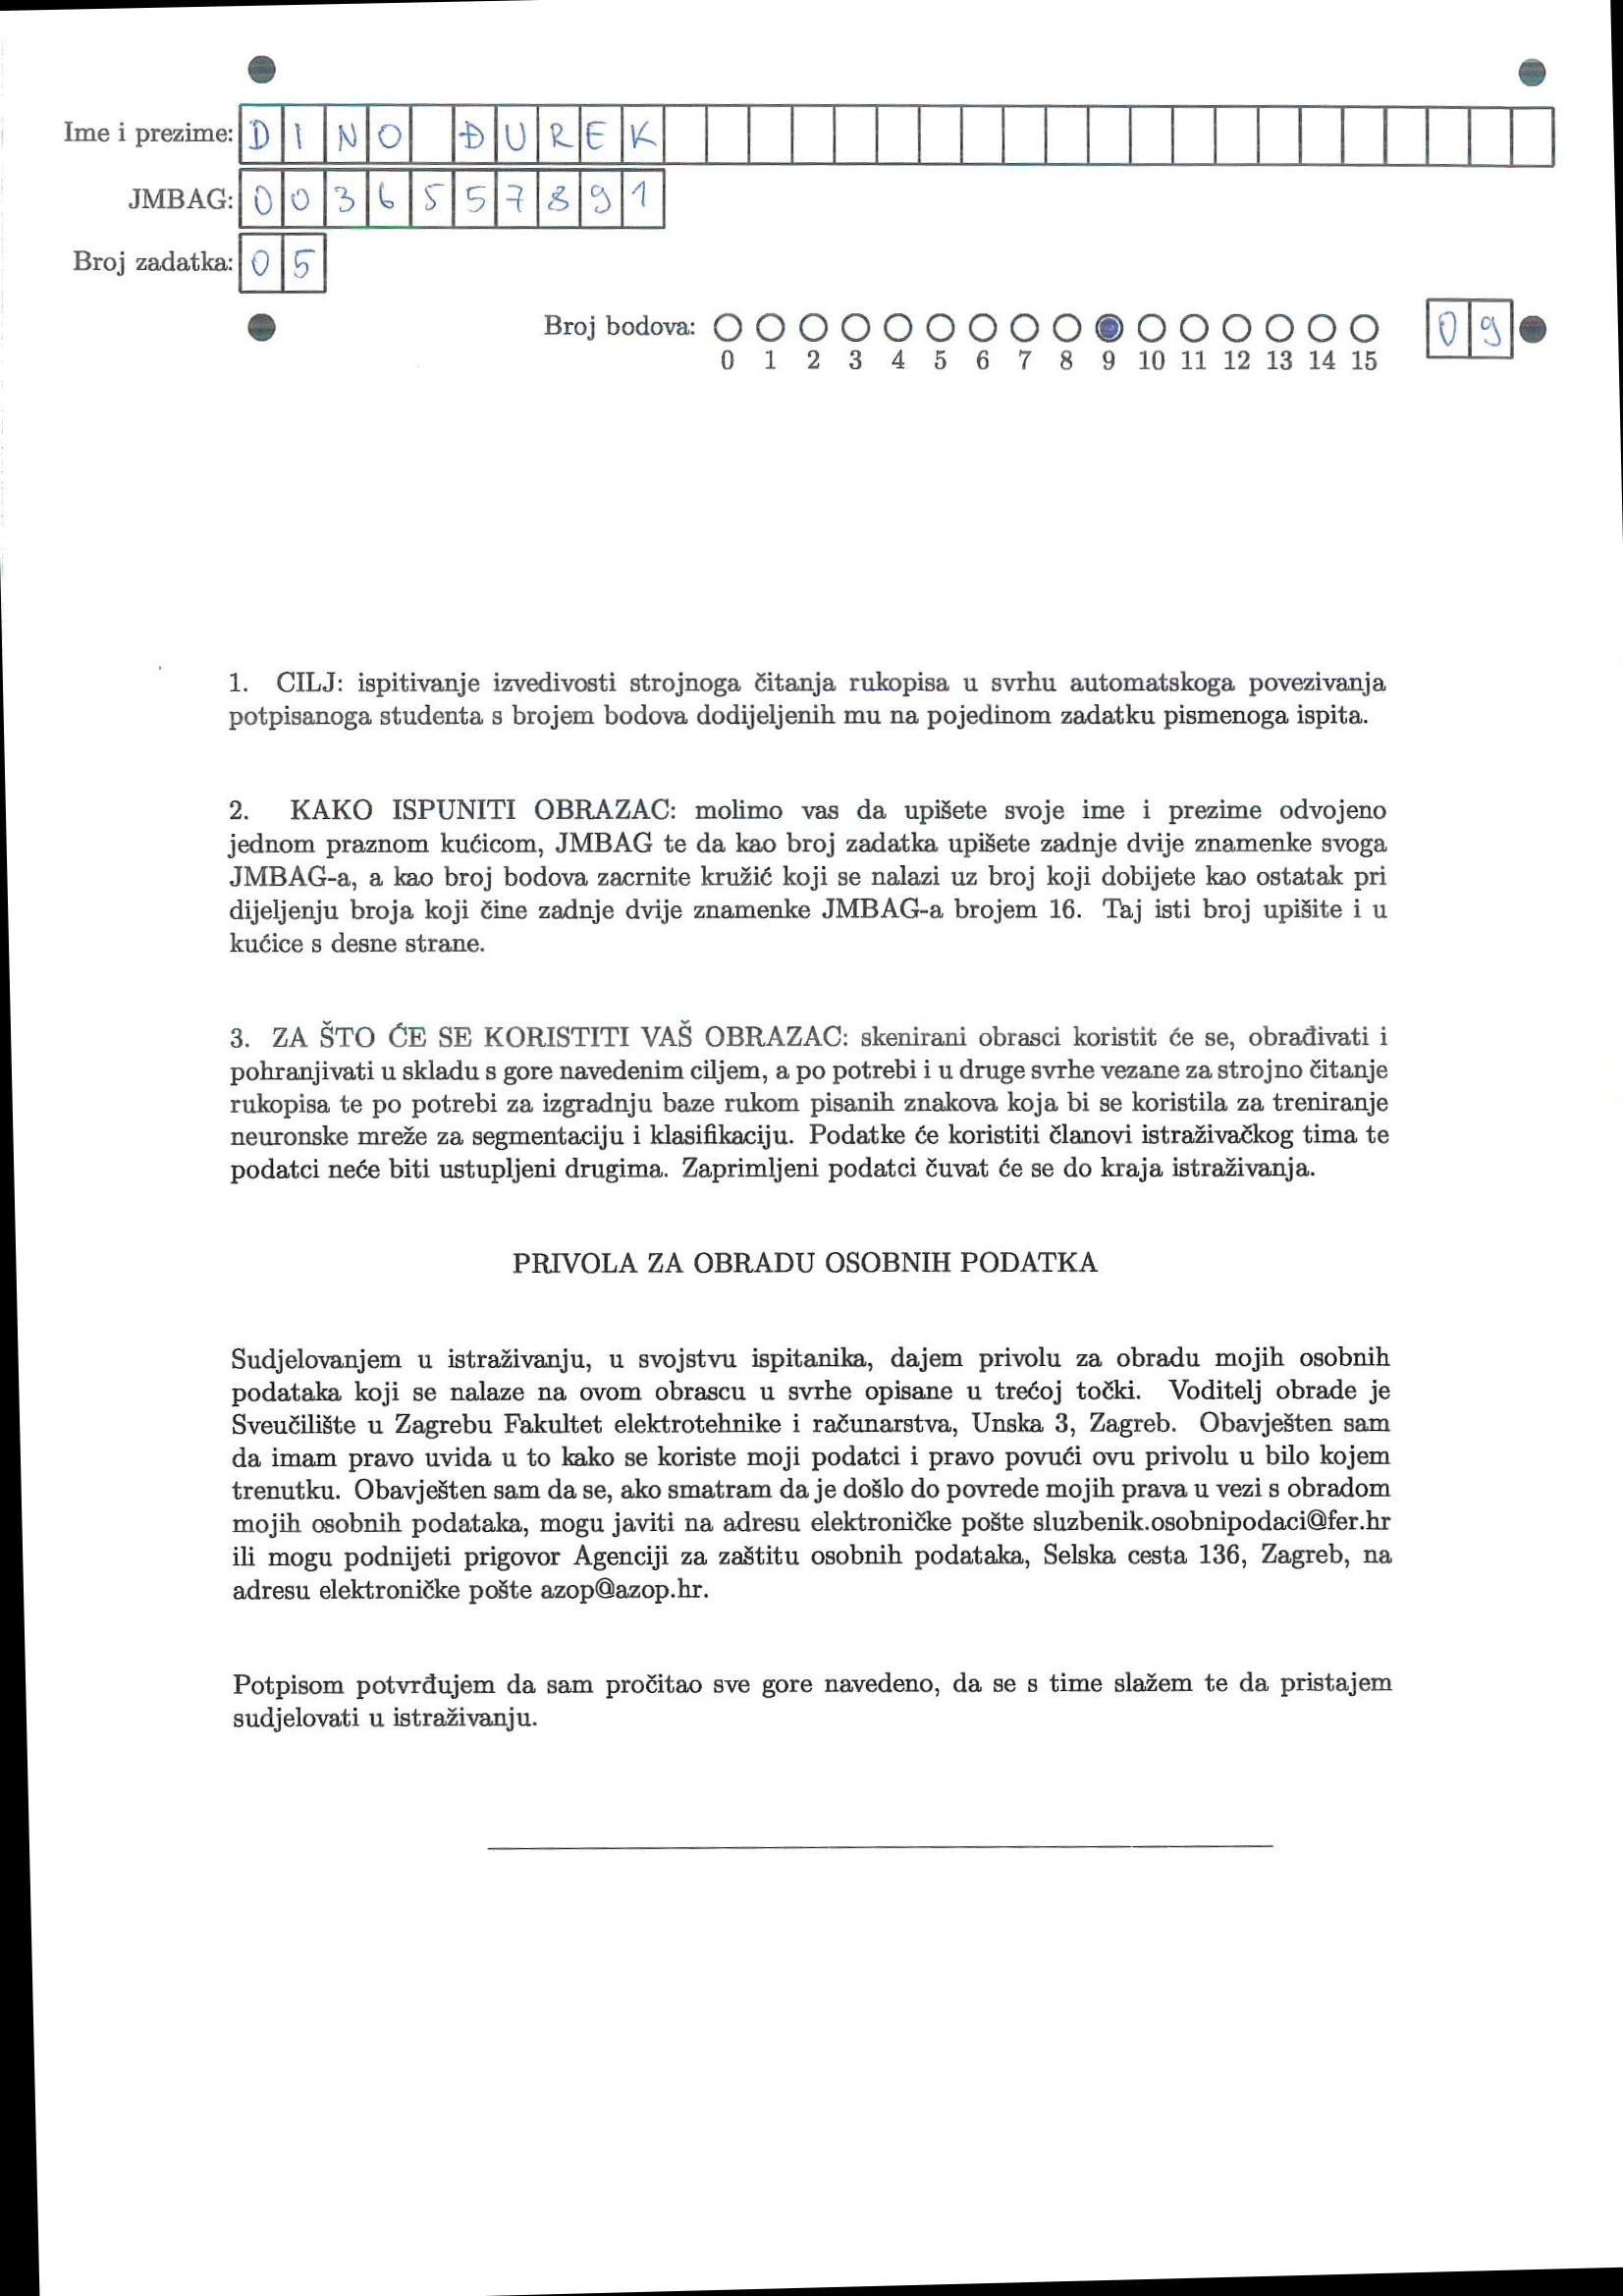 Ime i prezime: DINO ĐUREK
JMBAG: 0036557891
Broj zadatka: 05
Broj bodova: 09
0 1 2 3 4 5 6 7 8 9 10 11 12 13 14 15
1. CILJ: ispitivanje izvedivosti strojnoga čitanja rukopisa u svrhu automatskoga povezivanja
potpisanoga studenta s brojem bodova dodijeljenih mu na pojedinom zadatku pismenoga ispita.
2. KAKO ISPUNITI OBRAZAC: molimo vas da upišete svoje ime i prezime odvojeno
jednom praznom kućicom, JMBAG te da kao broj zadatka upišete zadnje dvije znamenke svoga
JMBAG-a, a kao broj bodova zacrnite kružić koji se nalazi uz broj koji dobijete kao ostatak pri
dijeljenju broja koji čine zadnje dvije znamenke JMBAG-a brojem 16. Taj isti broj upišite i u
kućice s desne strane.
3. ZA ŠTO ĆE SE KORISTITI VAŠ OBRAZAC: skenirani obrasci koristit će se, obrađivati i
pohranjivati u skladu s gore navedenim ciljem, a po potrebi i u druge svrhe vezane za strojno čitanje
rukopisa te po potrebi za izgradnju baze rukom pisanih znakova koja bi se koristila za treniranje
neuronske mreže za segmentaciju i klasifikaciju. Podatke će koristiti članovi istraživačkog tima te
podatci neće biti ustupljeni drugima. Zaprimljeni podatci čuvat će se do kraja istraživanja.
PRIVOLA ZA OBRADU OSOBNIH PODATKA
Sudjelovanjem u istraživanju, u svojstvu ispitanika, dajem privolu za obradu mojih osobnih
podataka koji se nalaze na ovom obrascu u svrhe opisane u trećoj točki. Voditelj obrade je
Sveučilište u Zagrebu Fakultet elektrotehnike i računarstva, Unska 3, Zagreb. Obavješten sam
da imam pravo uvida u to kako se koriste moji podatci i pravo povući ovu privolu u bilo kojem
trenutku. Obavješten sam da se, ako smatram da je došlo do povrede mojih prava u vezi s obradom
mojih osobnih podataka, mogu javiti na adresu elektroničke pošte sluzbenik.osobnipodaci@fer.hr
ili mogu podnijeti prigovor Agenciji za zaštitu osobnih podataka, Selska cesta 136, Zagreb, na
adresu elektroničke pošte azop@azop.hr.
Potpisom potvrđujem da sam pročitao sve gore navedeno, da se s time slažem te da pristajem
sudjelovati u istraživanju.